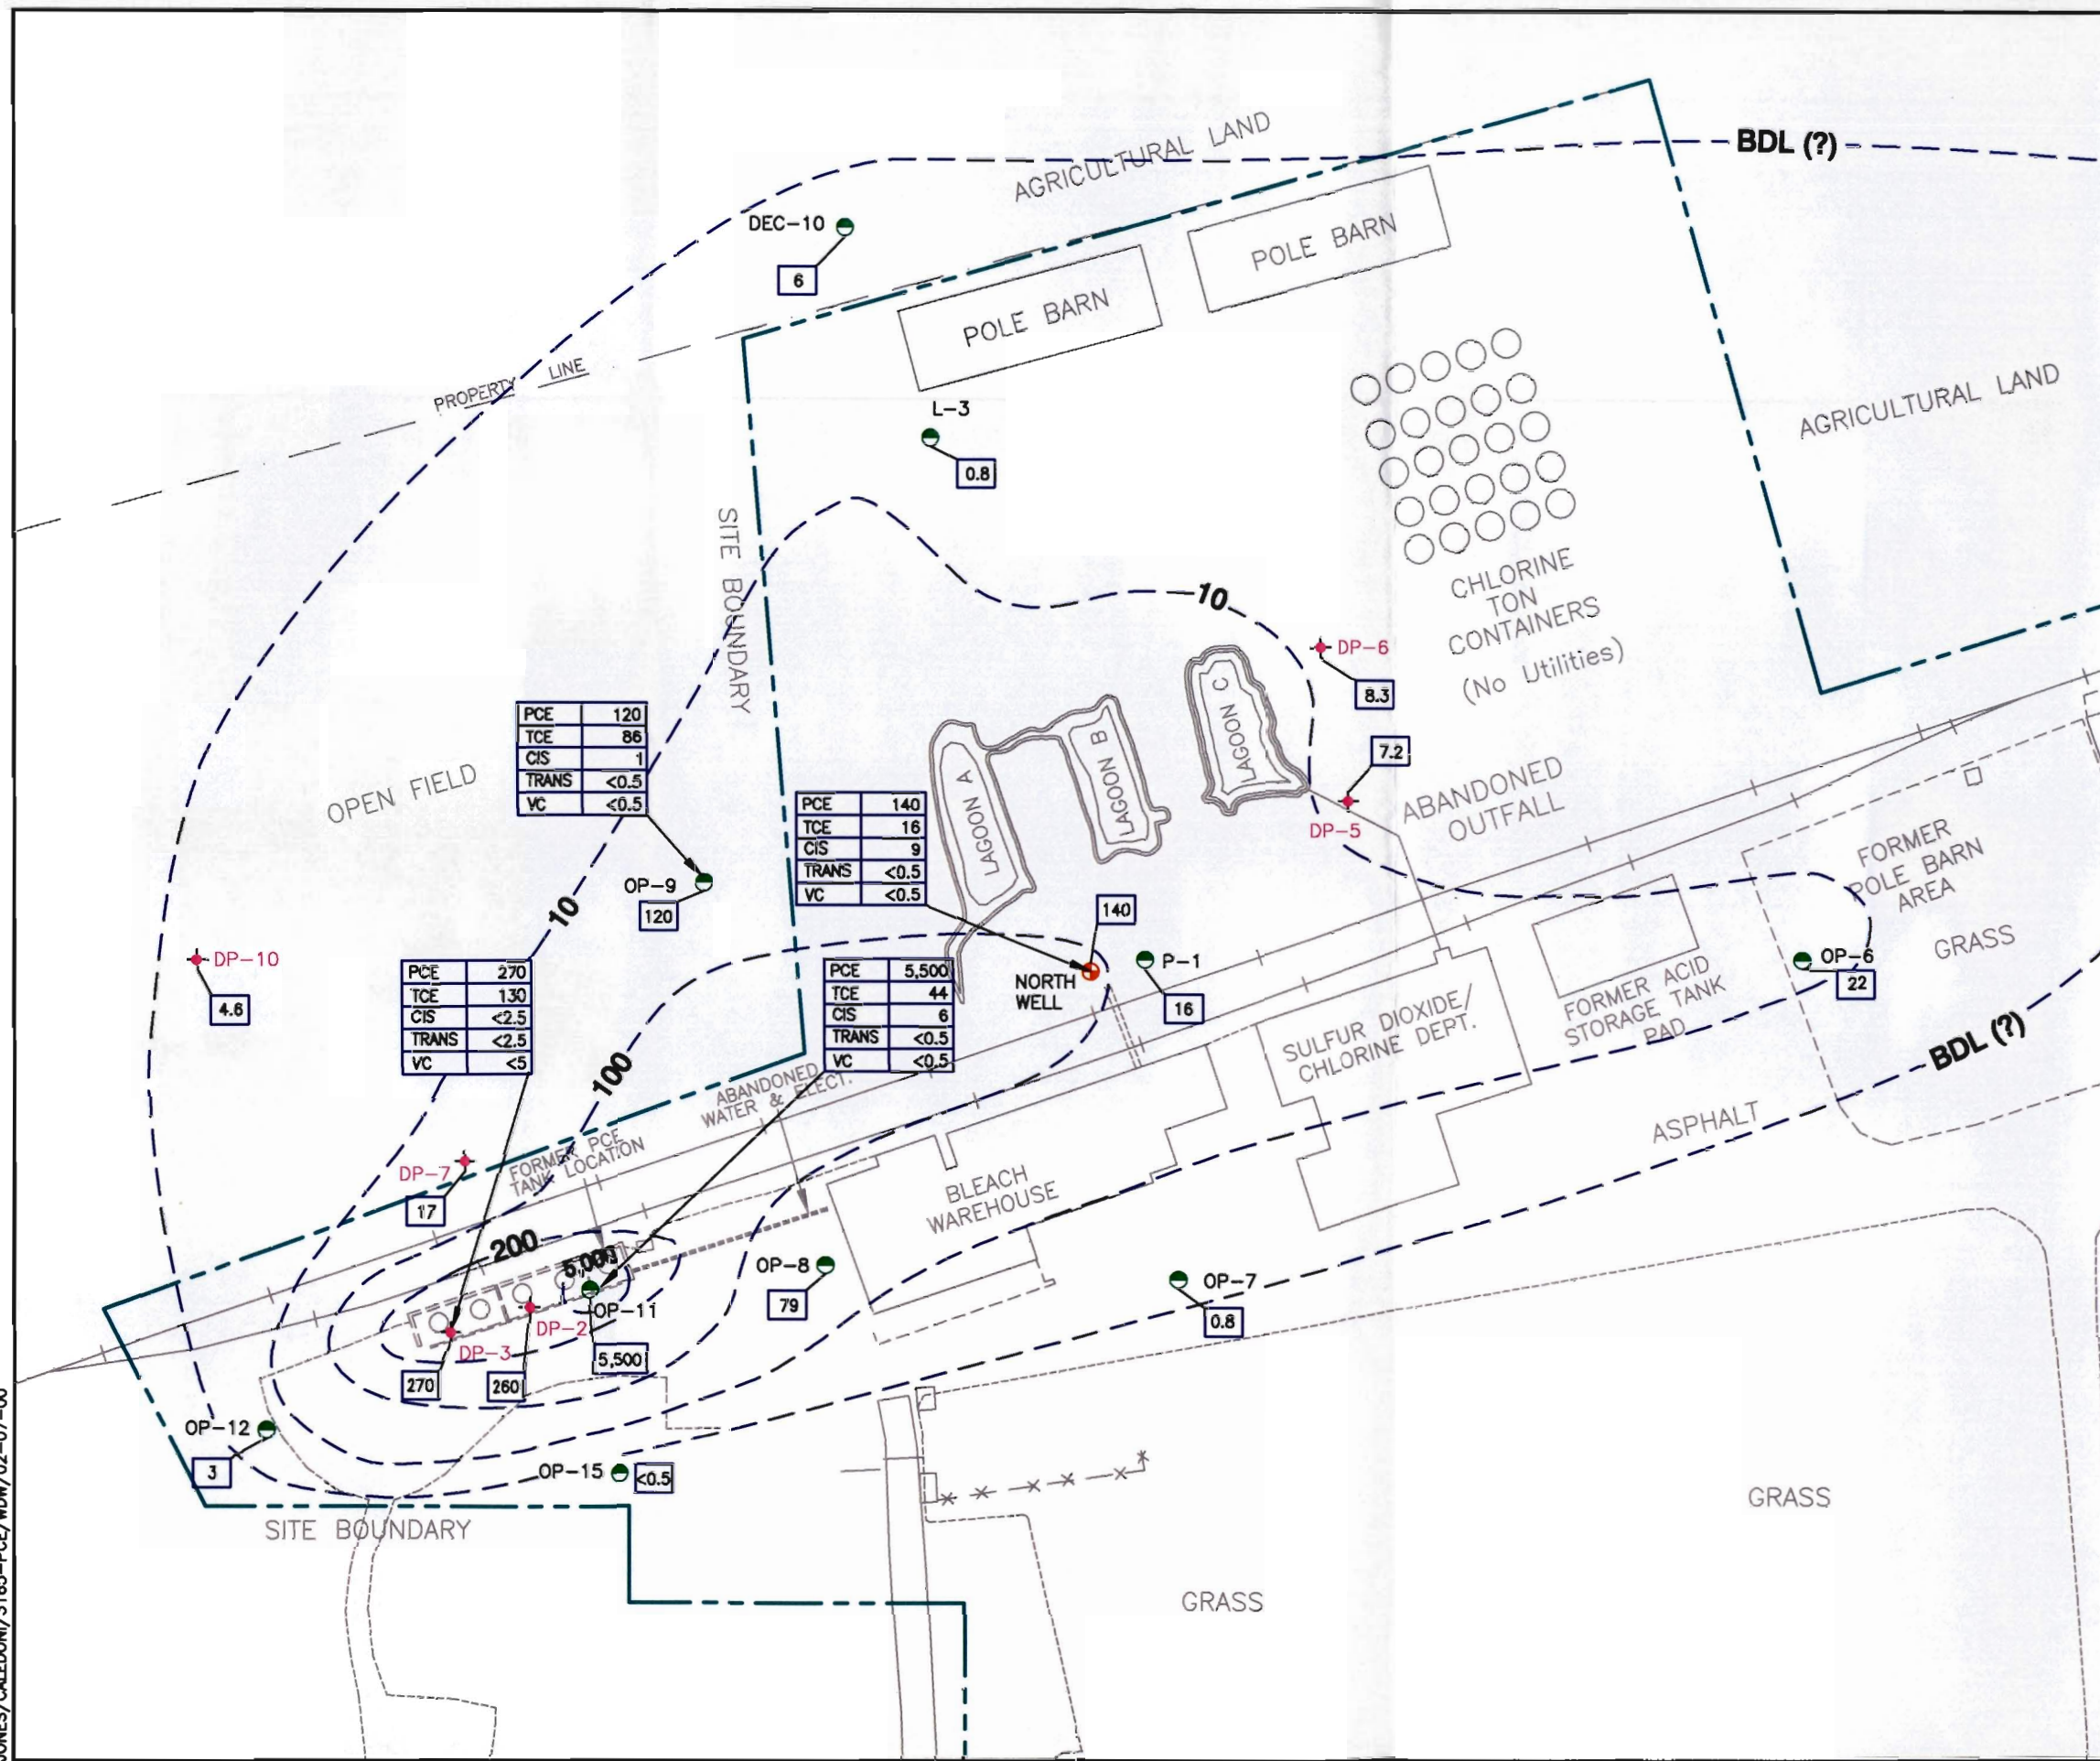 AGRICULTURAL LAND
BDL (?)
DEC-10
6
POLE BARN
POLE BARN
PROPERTY LINE
L-3
0.8
AGRICULTURAL LAND
SITE BOUNDARY
10
CHLORINE
TON
CONTAINERS
(No Utilities)
DP-6
8.3
LAGOON C
LAGOON B
LAGOON A
7.2
DP-5
ABANDONED
OUTFALL
OPEN FIELD
PCE 120
TCE 86
CIS 1
TRANS <0.5
VC <0.5
OP-9
120
10
PCE 140
TCE 16
CIS 9
TRANS <0.5
VC <0.5
140
NORTH
WELL
P-1
16
FORMER
POLE BARN
AREA
GRASS
OP-6
22
DP-10
4.6
PCE 270
TCE 130
CIS <2.5
TRANS <2.5
VC <5
PCE 5,500
TCE 44
CIS 6
TRANS <0.5
VC <0.5
100
SULFUR DIOXIDE/
CHLORINE DEPT.
FORMER ACID
STORAGE TANK
PAD
BDL (?)
ABANDONED
WATER & ELECT.
FORMER PCE
TANK LOCATION
ASPHALT
DP-7
17
BLEACH
WAREHOUSE
200
5,000
OP-8
79
OP-7
0.8
OP-11
DP-2
DP-3
5,500
270
260
OP-12
3
OP-15
<0.5
SITE BOUNDARY
GRASS
GRASS